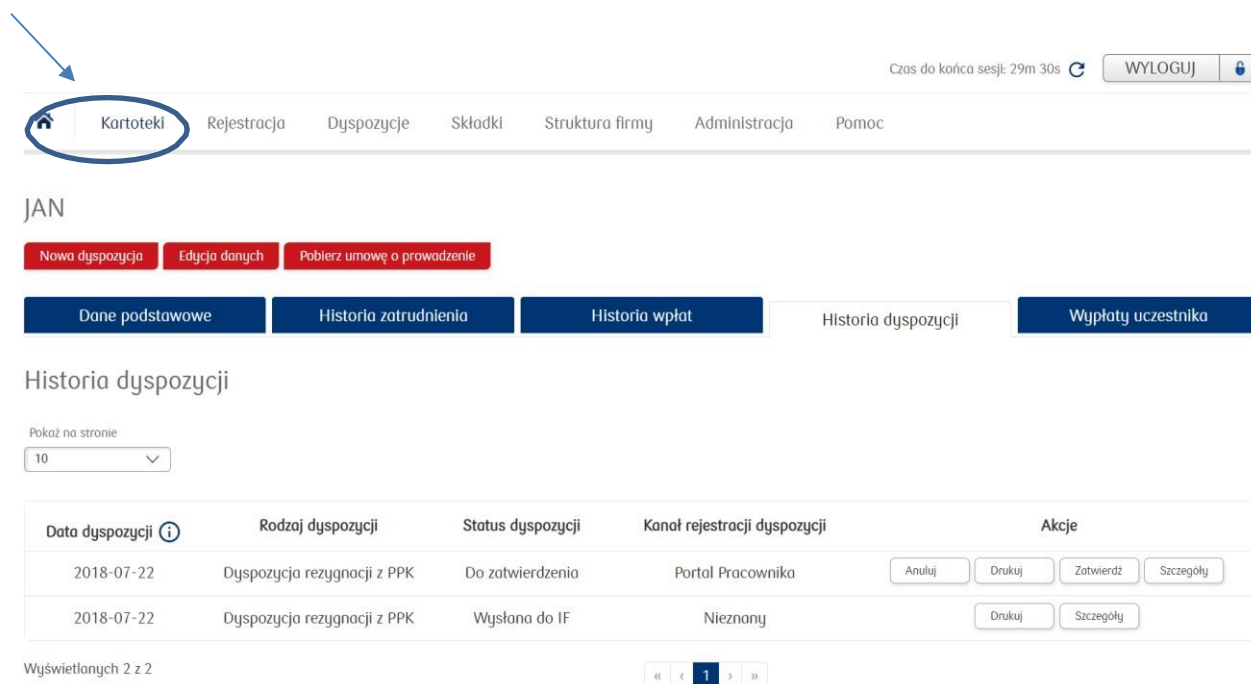 Czas do końca sesji: 29m 30s WYLOGUJ
Kartoteki Rejestracja Dyspozycje Składki Struktura firmy Administracja Pomoc
JAN
Nowa dyspozycja Edycja danych Pobierz umowę o prowadzenie
Dane podstawowe Historia zatrudnienia Historia wpłat Historia dyspozycji Wypłaty uczestnika
Historia dyspozycji
Pokaż na stronie
10
Data dyspozycji Rodzaj dyspozycji Status dyspozycji Kanał rejestracji dyspozycji Akcje
2018-07-22 Dyspozycja rezygnacji z PPK Do zatwierdzenia Portal Pracownika Anuluj Drukuj Zatwierdź Szczegóły
2018-07-22 Dyspozycja rezygnacji z PPK Wysłana do IF Nieznany Drukuj Szczegóły
Wyświetlanych 2 z 2 « ‹ 1 › »